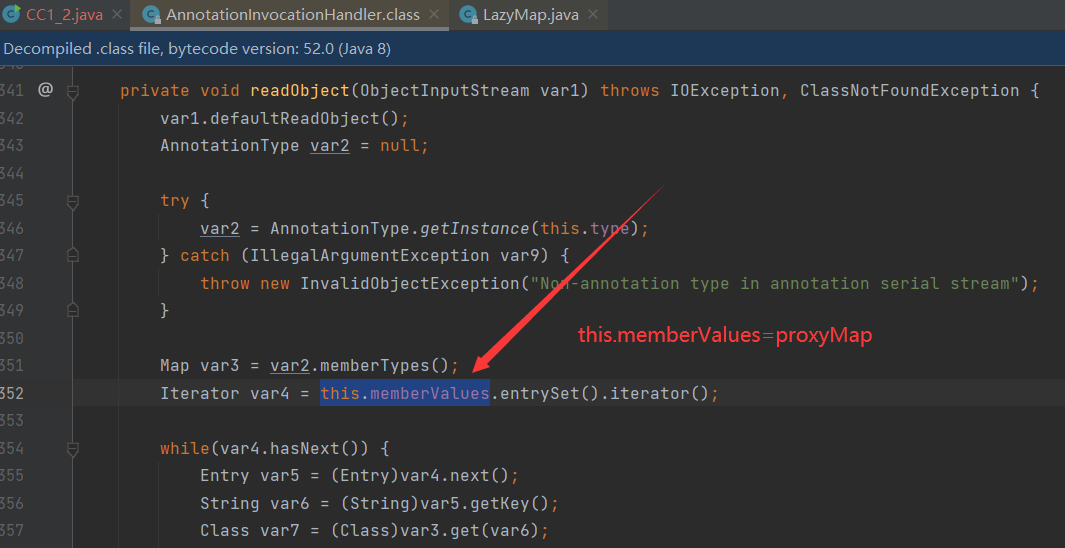 CC1_2.java AnnotationInvocationHandler.class LazyMap.java
Decompiled .class file, bytecode version: 52.0 (Java 8)
341 @ private void readObject(ObjectInputStream var1) throws IOException, ClassNotFoundException {
342 var1.defaultReadObject();
343 AnnotationType var2 = null;
344
345 try {
346 var2 = AnnotationType.getInstance(this.type);
347 } catch (IllegalArgumentException var9) {
348 throw new InvalidObjectException("Non-annotation type in annotation serial stream");
349 }
350
this.memberValues=proxyMap
351 Map var3 = var2.memberTypes();
352 Iterator var4 = this.memberValues.entrySet().iterator();
353
354 while(var4.hasNext()) {
355 Entry var5 = (Entry)var4.next();
356 String var6 = (String)var5.getKey();
357 Class var7 = (Class)var3.get(var6);